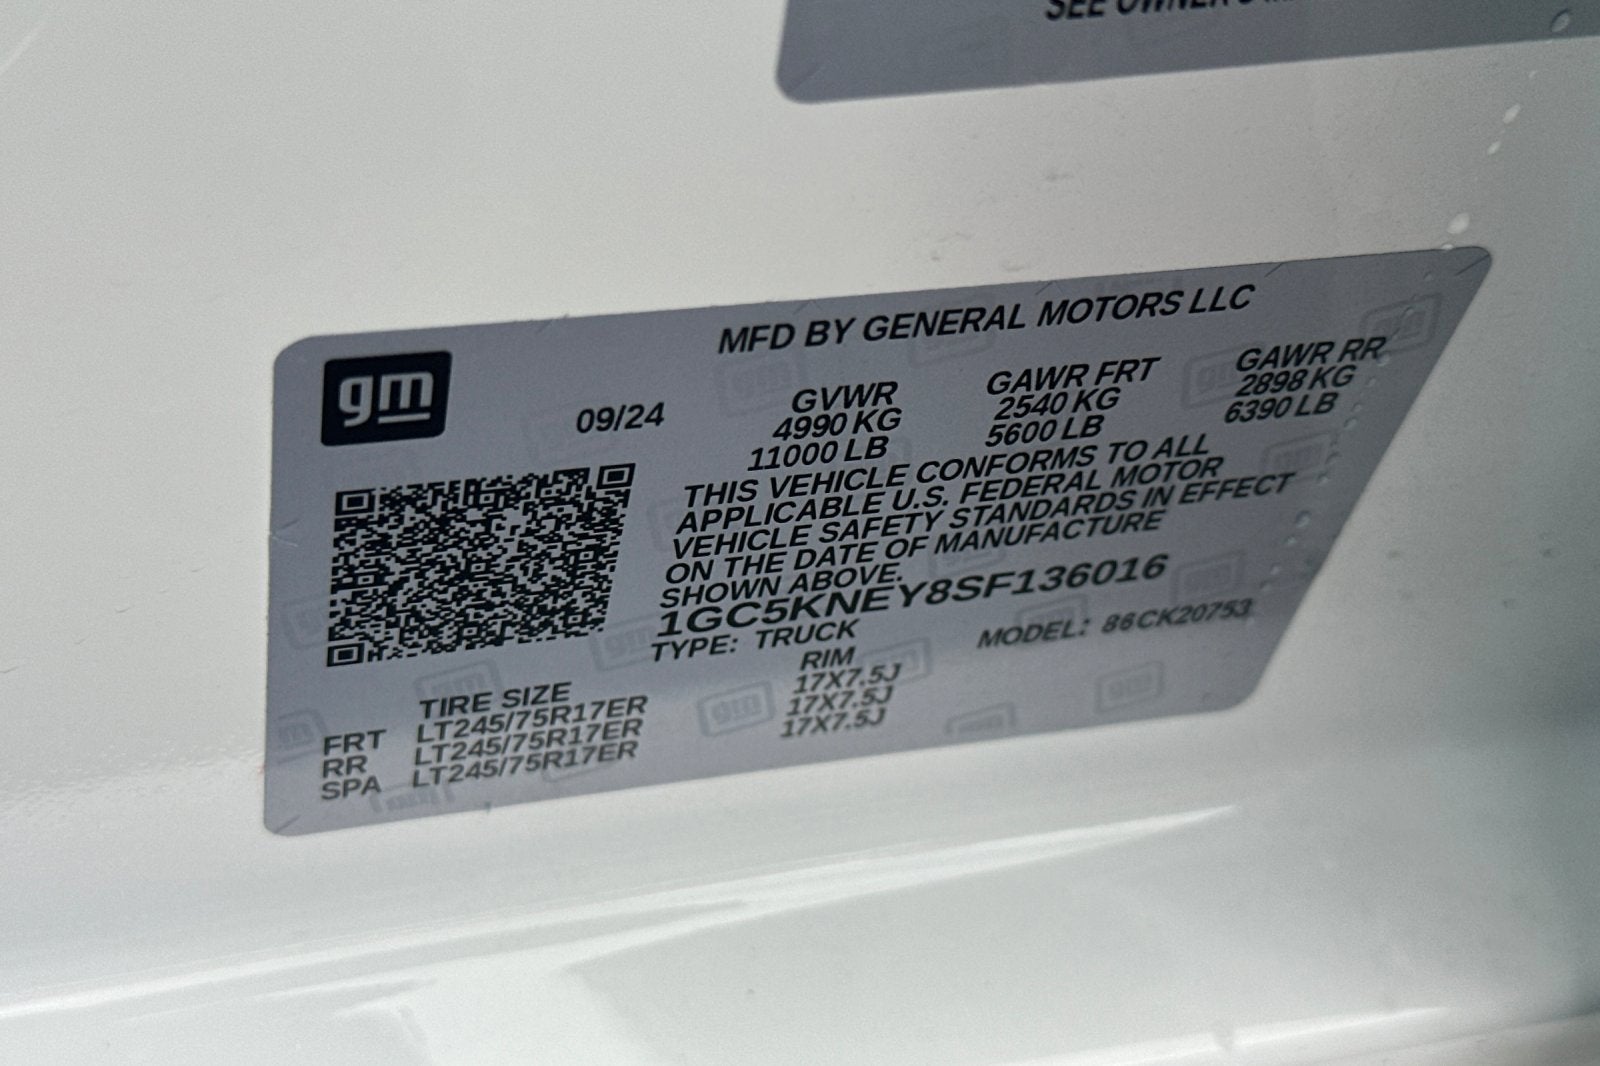 SEE OWNER'S
MFD BY GENERAL MOTORS LLC
gm
09/24
GVWR GAWR FRT GAWR RR
4990 KG 2540 KG 2898 KG
11000 LB 5600 LB 6390 LB
THIS VEHICLE CONFORMS TO ALL
APPLICABLE U.S. FEDERAL MOTOR
VEHICLE SAFETY STANDARDS IN EFFECT
ON THE DATE OF MANUFACTURE
SHOWN ABOVE.
1GC5KNEY8SF136016
TYPE: TRUCK MODEL: 86CK20753
TIRE SIZE RIM
FRT LT245/75R17ER 17X7.5J
RR LT245/75R17ER 17X7.5J
SPA LT245/75R17ER 17X7.5J